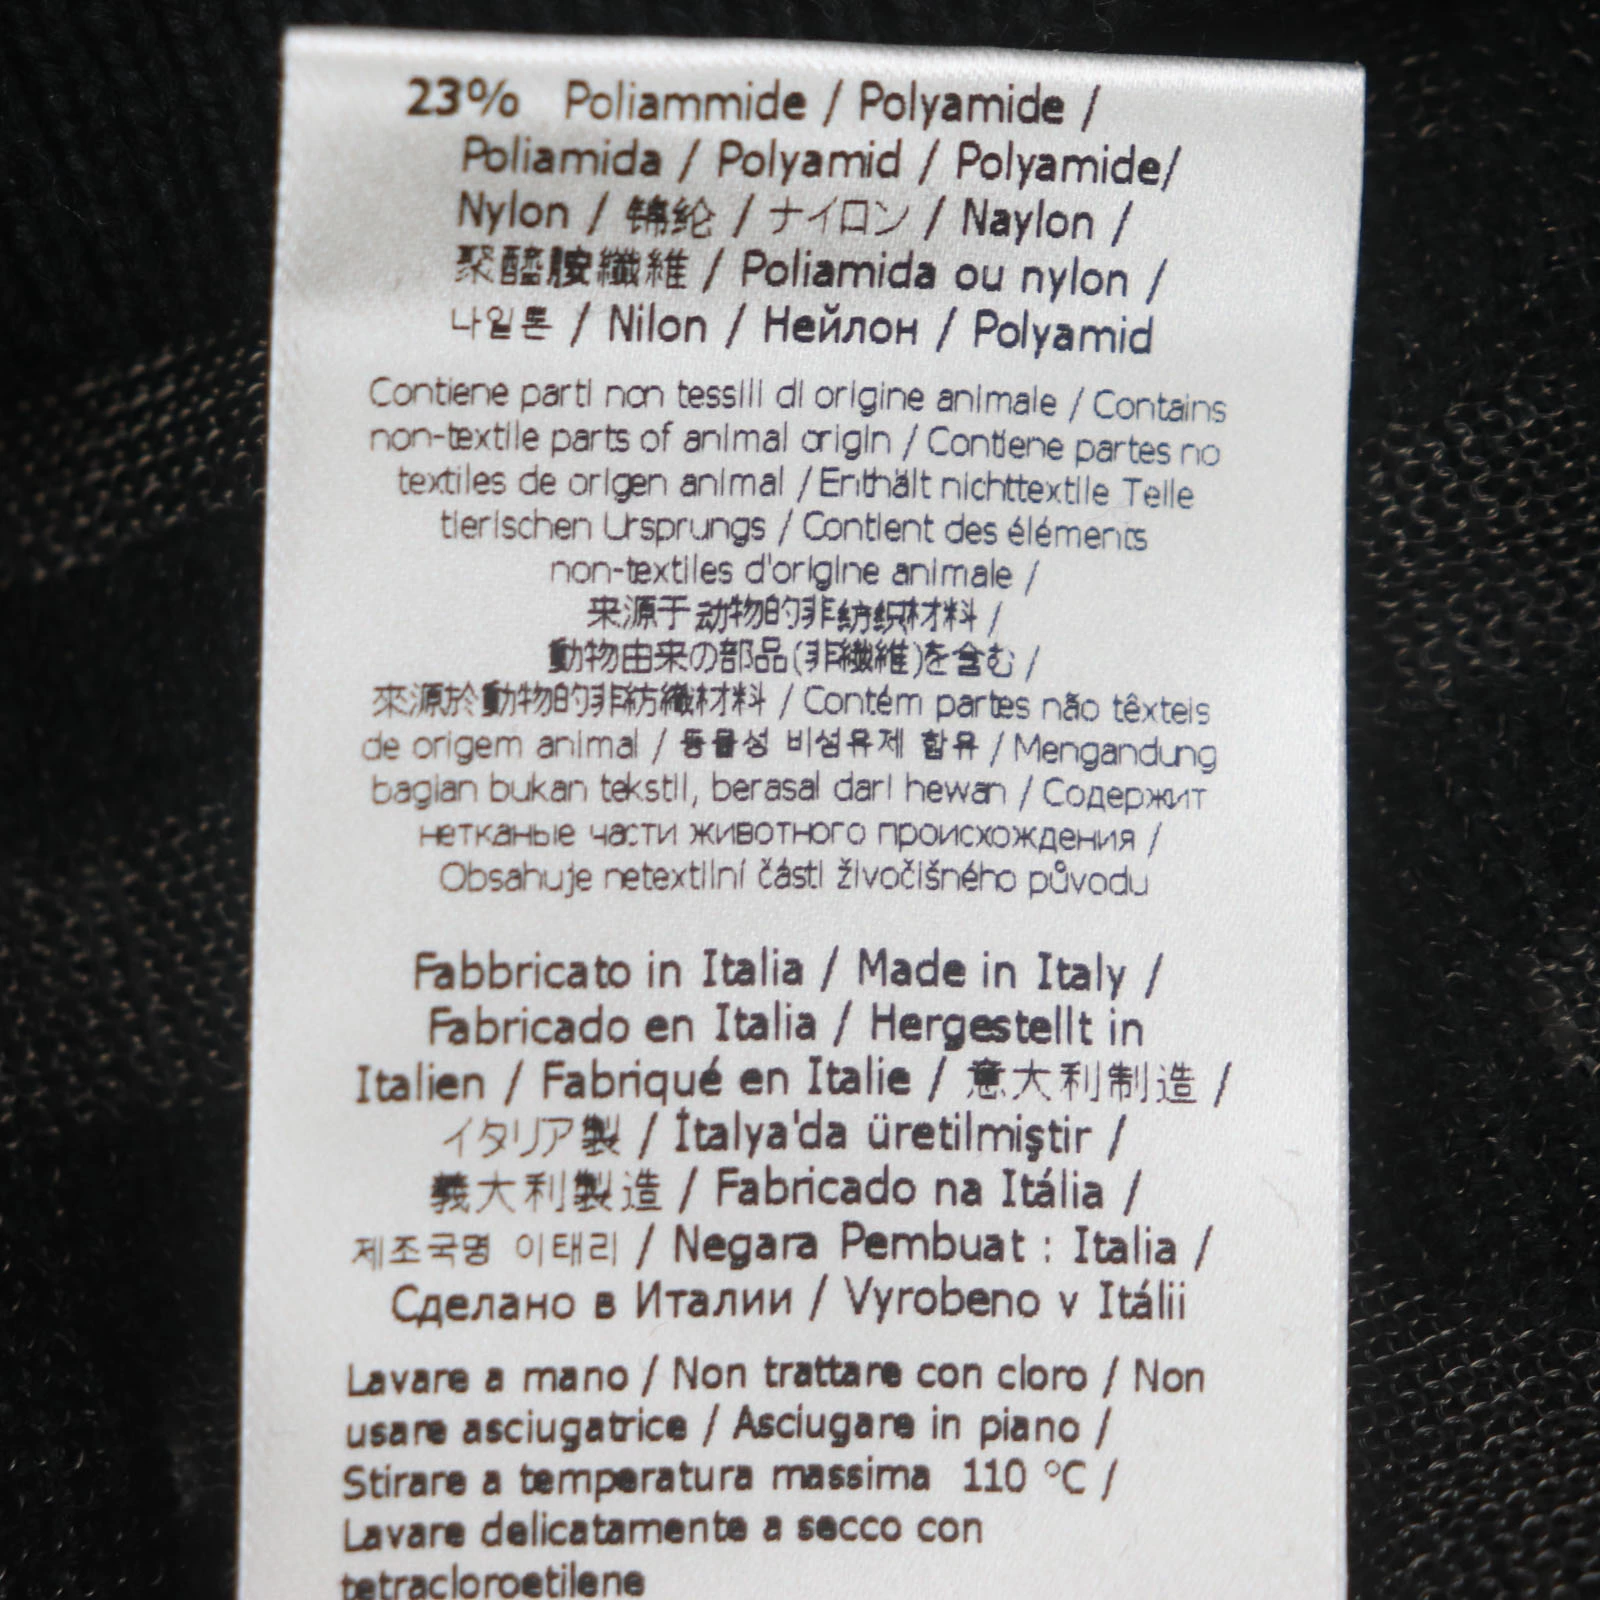 23% Poliammide / Polyamide /
Poliamida / Polyamid / Polyamide/
Nylon / 锦纶 / ナイロン / Naylon /
聚醯胺纖維 / Poliamida ou nylon /
나일론 / Nilon / Нейлон / Polyamid
Contiene parti non tessili di origine animale / Contains
non-textile parts of animal origin / Contiene partes no
textiles de origen animal / Enthält nichttextile Teile
tierischen Ursprungs / Contient des éléments
non-textiles d'origine animale /
来源于动物的非纺织材料 /
動物由来の部品(非繊維)を含む /
來源於動物的非紡織材料 / Contém partes não têxteis
de origem animal / 동물성 비섬유제 함유 / Mengandung
bagian bukan tekstil, berasal dari hewan / Содержит
нетканые части животного происхождения /
Obsahuje netextilní části živočišného původu
Fabbricato in Italia / Made in Italy /
Fabricado en Italia / Hergestellt in
Italien / Fabriqué en Italie / 意大利制造 /
イタリア製 / İtalya'da üretilmiştir /
義大利製造 / Fabricado na Itália /
제조국명 이태리 / Negara Pembuat : Italia /
Сделано в Италии / Vyrobeno v Itálii
Lavare a mano / Non trattare con cloro / Non
usare asciugatrice / Asciugare in piano /
Stirare a temperatura massima 110 °C /
Lavare delicatamente a secco con
tetracloroetilene